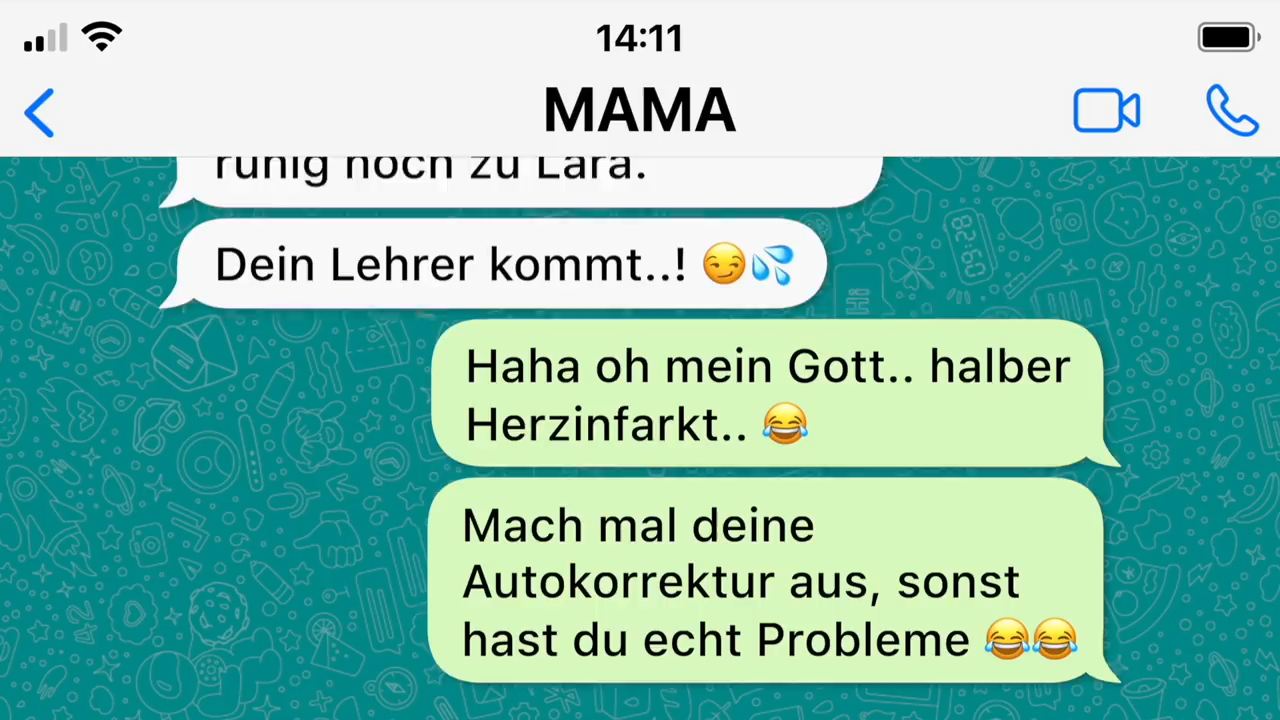 14:11
MAMA
ruhig noch zu Lara.
Dein Lehrer kommt..! 😏💦
Haha oh mein Gott.. halber
Herzinfarkt.. 😂
Mach mal deine
Autokorrektur aus, sonst
hast du echt Probleme 😂😂